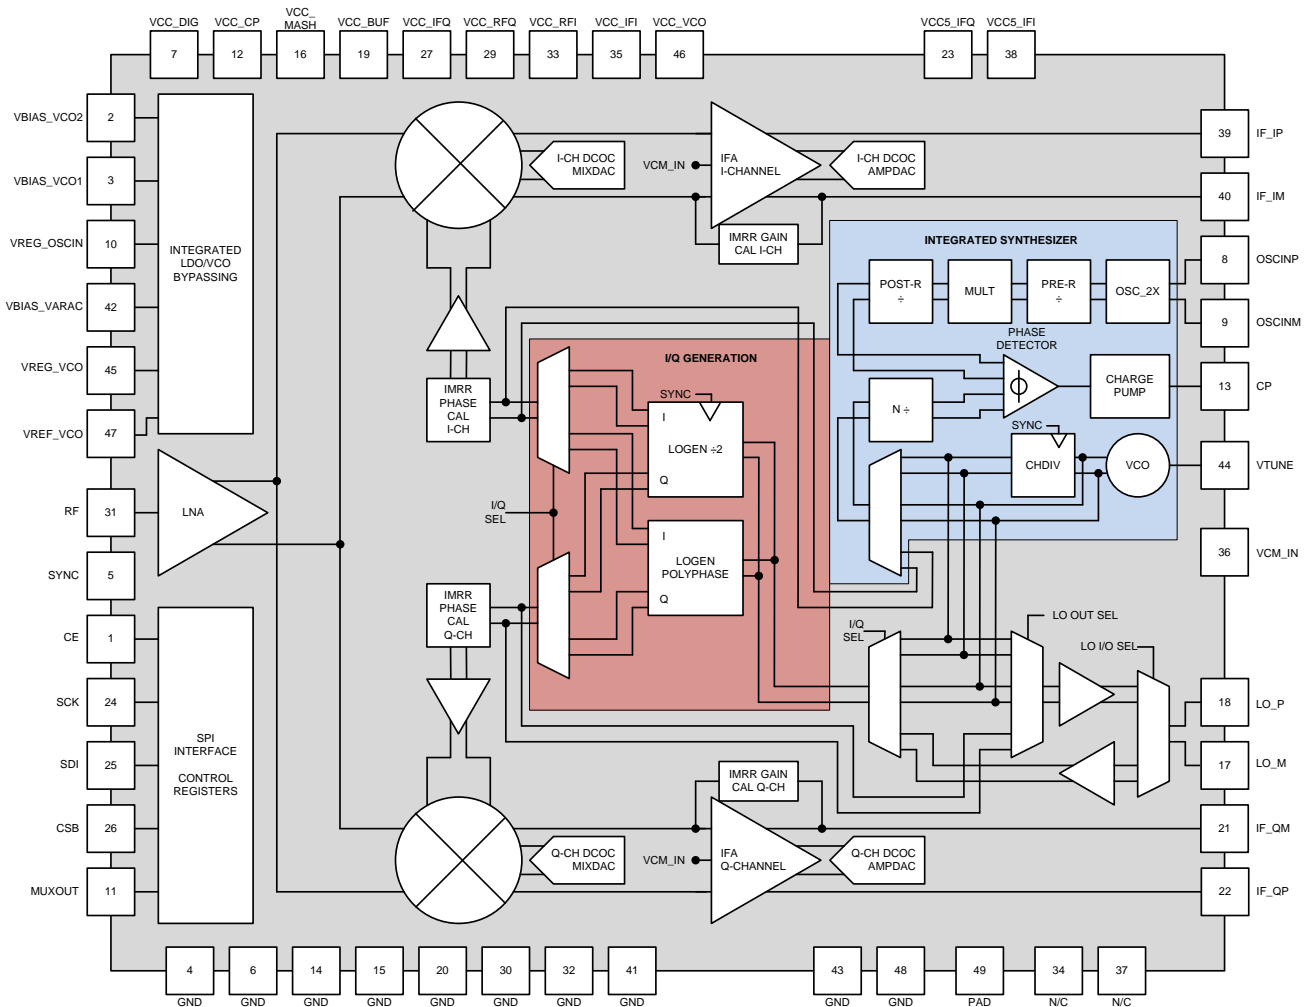 VCC_DIG
VCC_CP
VCC_
MASH
VCC_BUF
VCC_IFQ
VCC_RFQ
VCC_RFI
VCC_IFI
VCC_VCO
VCC5_IFQ
VCC5_IFI
7
12
16
19
27
29
33
35
46
23
38
VBIAS_VCO2
2
VBIAS_VCO1
3
VREG_OSCIN
10
VBIAS_VARAC
42
VREG_VCO
45
VREF_VCO
47
RF
31
SYNC
5
CE
1
SCK
24
SDI
25
CSB
26
MUXOUT
11
INTEGRATED
LDO/VCO
BYPASSING
LNA
SPI
INTERFACE
CONTROL
REGISTERS
I-CH DCOC
MIXDAC
VCM_IN
IFA
I-CHANNEL
I-CH DCOC
AMPDAC
IMRR GAIN
CAL I-CH
IMRR
PHASE
CAL
I-CH
I/Q
SEL
IMRR
PHASE
CAL
Q-CH
I/Q GENERATION
SYNC
I
LOGEN ÷2
Q
I
LOGEN
POLYPHASE
Q
INTEGRATED SYNTHESIZER
POST-R
÷
MULT
PRE-R
÷
OSC_2X
PHASE
DETECTOR
ϕ
CHARGE
PUMP
N ÷
SYNC
CHDIV
VCO
I/Q
SEL
LO OUT SEL
LO I/O SEL
IMRR GAIN
CAL Q-CH
Q-CH DCOC
MIXDAC
VCM_IN
IFA
Q-CHANNEL
Q-CH DCOC
AMPDAC
39
IF_IP
40
IF_IM
8
OSCINP
9
OSCINM
13
CP
44
VTUNE
36
VCM_IN
18
LO_P
17
LO_M
21
IF_QM
22
IF_QP
4
6
14
15
20
30
32
41
43
48
49
34
37
GND
GND
GND
GND
GND
GND
GND
GND
GND
GND
PAD
N/C
N/C